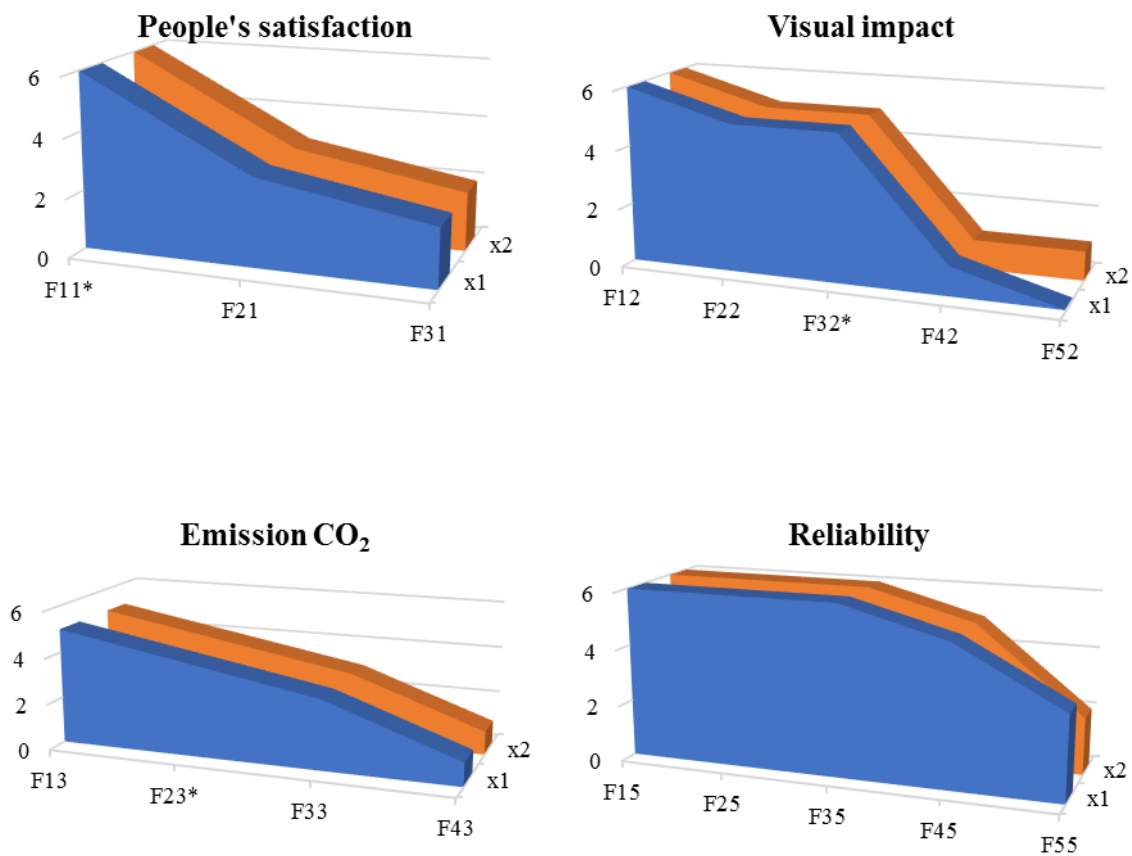 People's satisfaction
6
4
2
0
F11*
F21
F31
x1
x2
Visual impact
6
4
2
0
F12
F22
F32*
F42
F52
x1
x2
Emission CO₂
6
4
2
0
F13
F23*
F33
F43
x1
x2
Reliability
6
4
2
0
F15
F25
F35
F45
F55
x1
x2